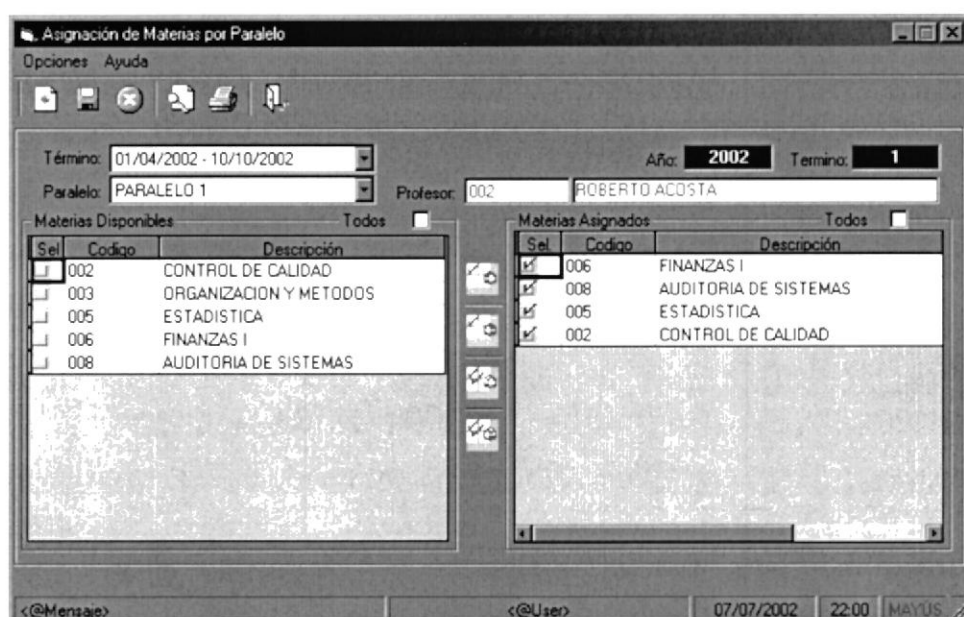 Asignación de Materias por Paralelo
Opciones Ayuda
Término: 01/04/2002 - 10/10/2002 Año: 2002 Termino: 1
Paralelo: PARALELO 1 Profesor: 002 ROBERTO ACOSTA
Materias Disponibles Todos
Sel Codigo Descripción
002 CONTROL DE CALIDAD
003 ORGANIZACION Y METODOS
005 ESTADISTICA
006 FINANZAS I
008 AUDITORIA DE SISTEMAS
Materias Asignados Todos
Sel. Codigo Descripción
006 FINANZAS I
008 AUDITORIA DE SISTEMAS
005 ESTADISTICA
002 CONTROL DE CALIDAD
<@Mensaje> <@User> 07/07/2002 22:00 MAYÚS